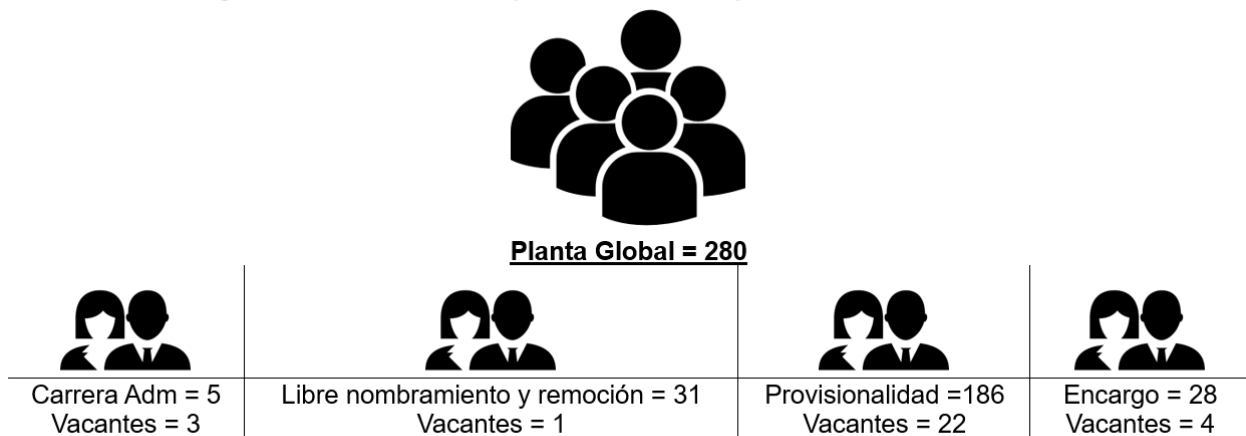 Planta Global = 280
Carrera Adm = 5
Vacantes = 3
Libre nombramiento y remoción = 31
Vacantes = 1
Provisionalidad =186
Vacantes = 22
Encargo = 28
Vacantes = 4